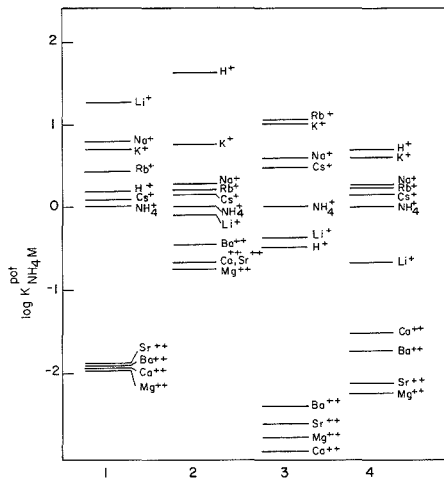 log K^pot_NH4 M
2
1
0
-1
-2
Li+
Na+
K+
Rb+
H+
Cs+
NH4+
Sr++
Ba++
Ca++
Mg++
1
H+
K+
Na+
Rb+
Cs+
NH4+
Li+
Ba++
Ca++, Sr++
Mg++
2
Rb+
K+
Na+
Cs+
NH4+
Li+
H+
Ba++
Sr++
Mg++
Ca++
3
H+
K+
Na+
Rb+
Cs+
NH4+
Li+
Ca++
Ba++
Sr++
Mg++
4